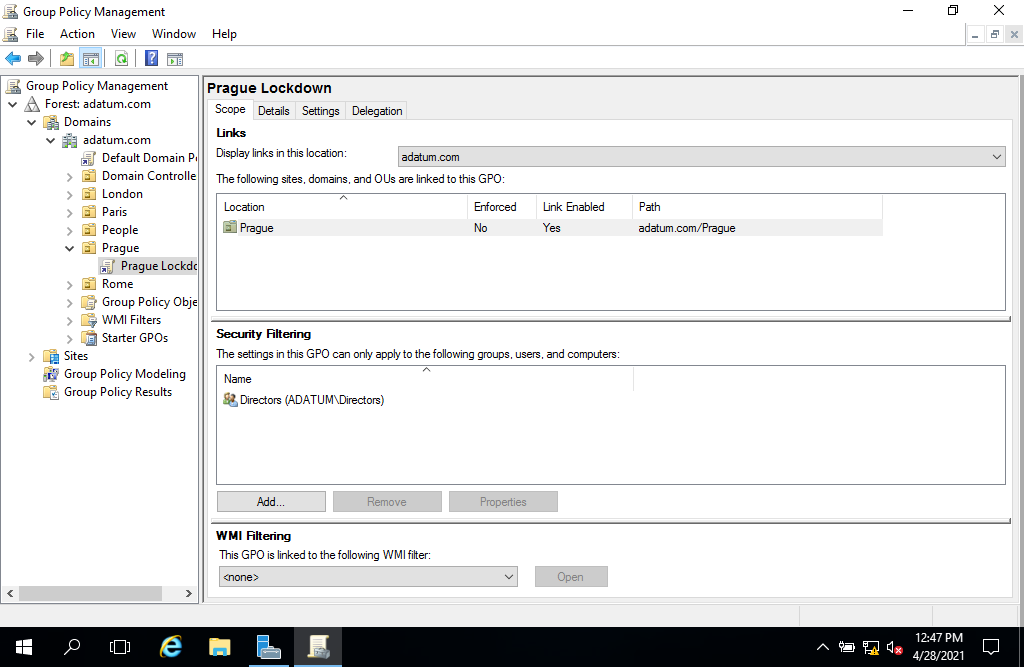 Group Policy Management
File Action View Window Help
Group Policy Management
Forest: adatum.com
Domains
adatum.com
Default Domain P
Domain Controlle
London
Paris
People
Prague
Prague Lockdo
Rome
Group Policy Obje
WMI Filters
Starter GPOs
Sites
Group Policy Modeling
Group Policy Results
Prague Lockdown
Scope Details Settings Delegation
Links
Display links in this location: adatum.com
The following sites, domains, and OUs are linked to this GPO:
Location Enforced Link Enabled Path
Prague No Yes adatum.com/Prague
Security Filtering
The settings in this GPO can only apply to the following groups, users, and computers:
Name
Directors (ADATUM\Directors)
Add... Remove Properties
WMI Filtering
This GPO is linked to the following WMI filter:
<none> Open
12:47 PM
4/28/2021